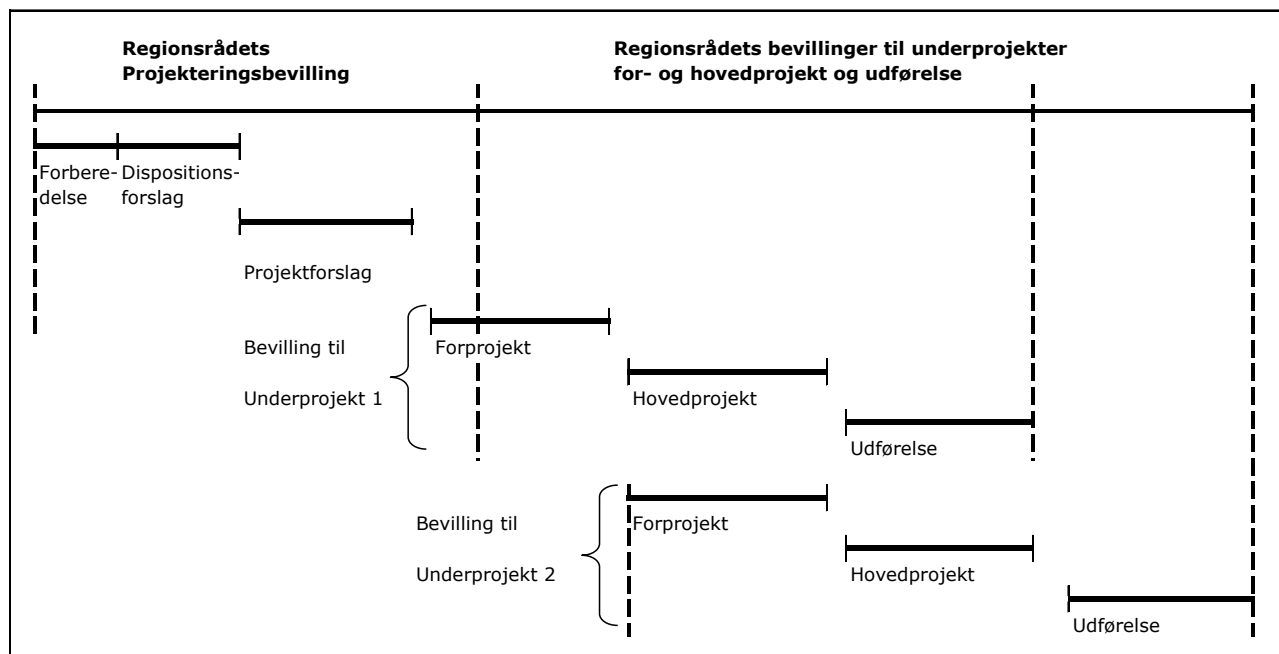 Regionsrådets
Projekteringsbevilling
Regionsrådets bevillinger til underprojekter
for- og hovedprojekt og udførelse
Forbere-
delse
Dispositions-
forslag
Projektforslag
Bevilling til
Underprojekt 1
Forprojekt
Hovedprojekt
Udførelse
Bevilling til
Underprojekt 2
Forprojekt
Hovedprojekt
Udførelse